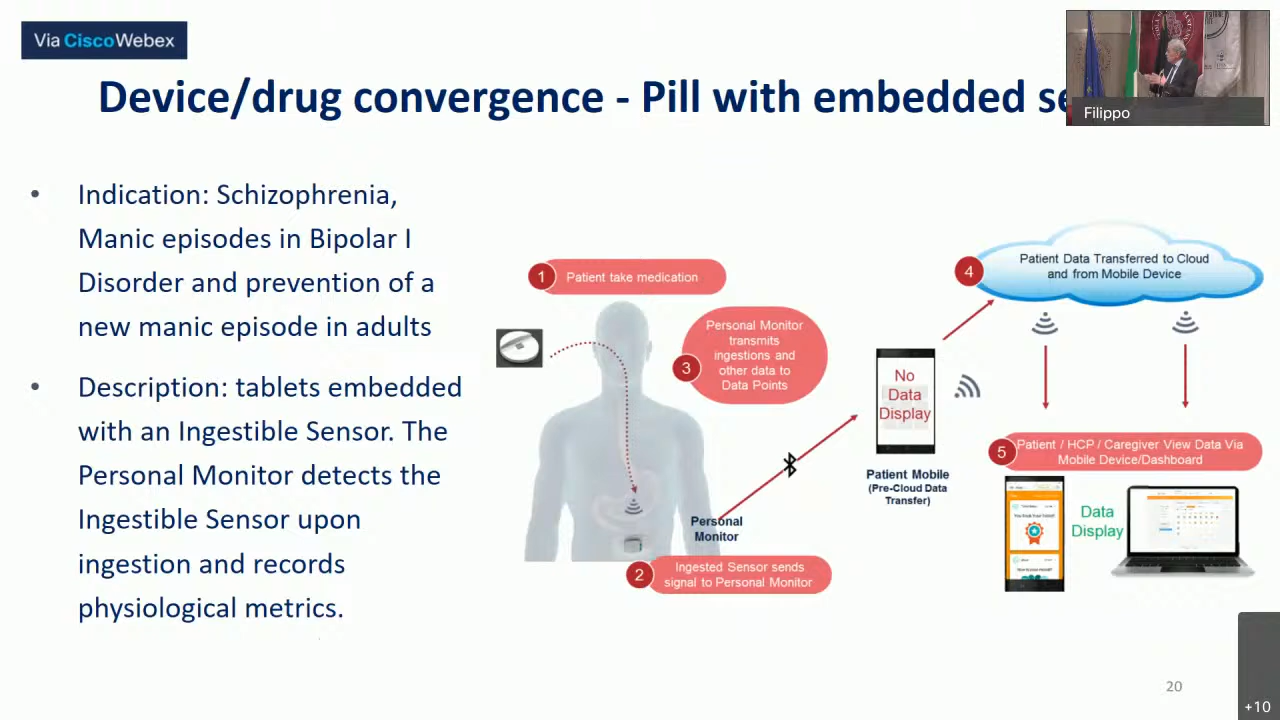 Via CiscoWebex
Device/drug convergence - Pill with embedded se
Filippo
• Indication: Schizophrenia,
Manic episodes in Bipolar I
Disorder and prevention of a
new manic episode in adults
• Description: tablets embedded
with an Ingestible Sensor. The
Personal Monitor detects the
Ingestible Sensor upon
ingestion and records
physiological metrics.
1 Patient take medication
Personal Monitor
transmits
ingestions and
3 other data to
Data Points
Personal
Monitor
2 Ingested Sensor sends
signal to Personal Monitor
No
Data
Display
Patient Mobile
(Pre-Cloud Data
Transfer)
4 Patient Data Transferred to Cloud
and from Mobile Device
5 Patient / HCP / Caregiver View Data Via
Mobile Device/Dashboard
Data
Display
20
+10